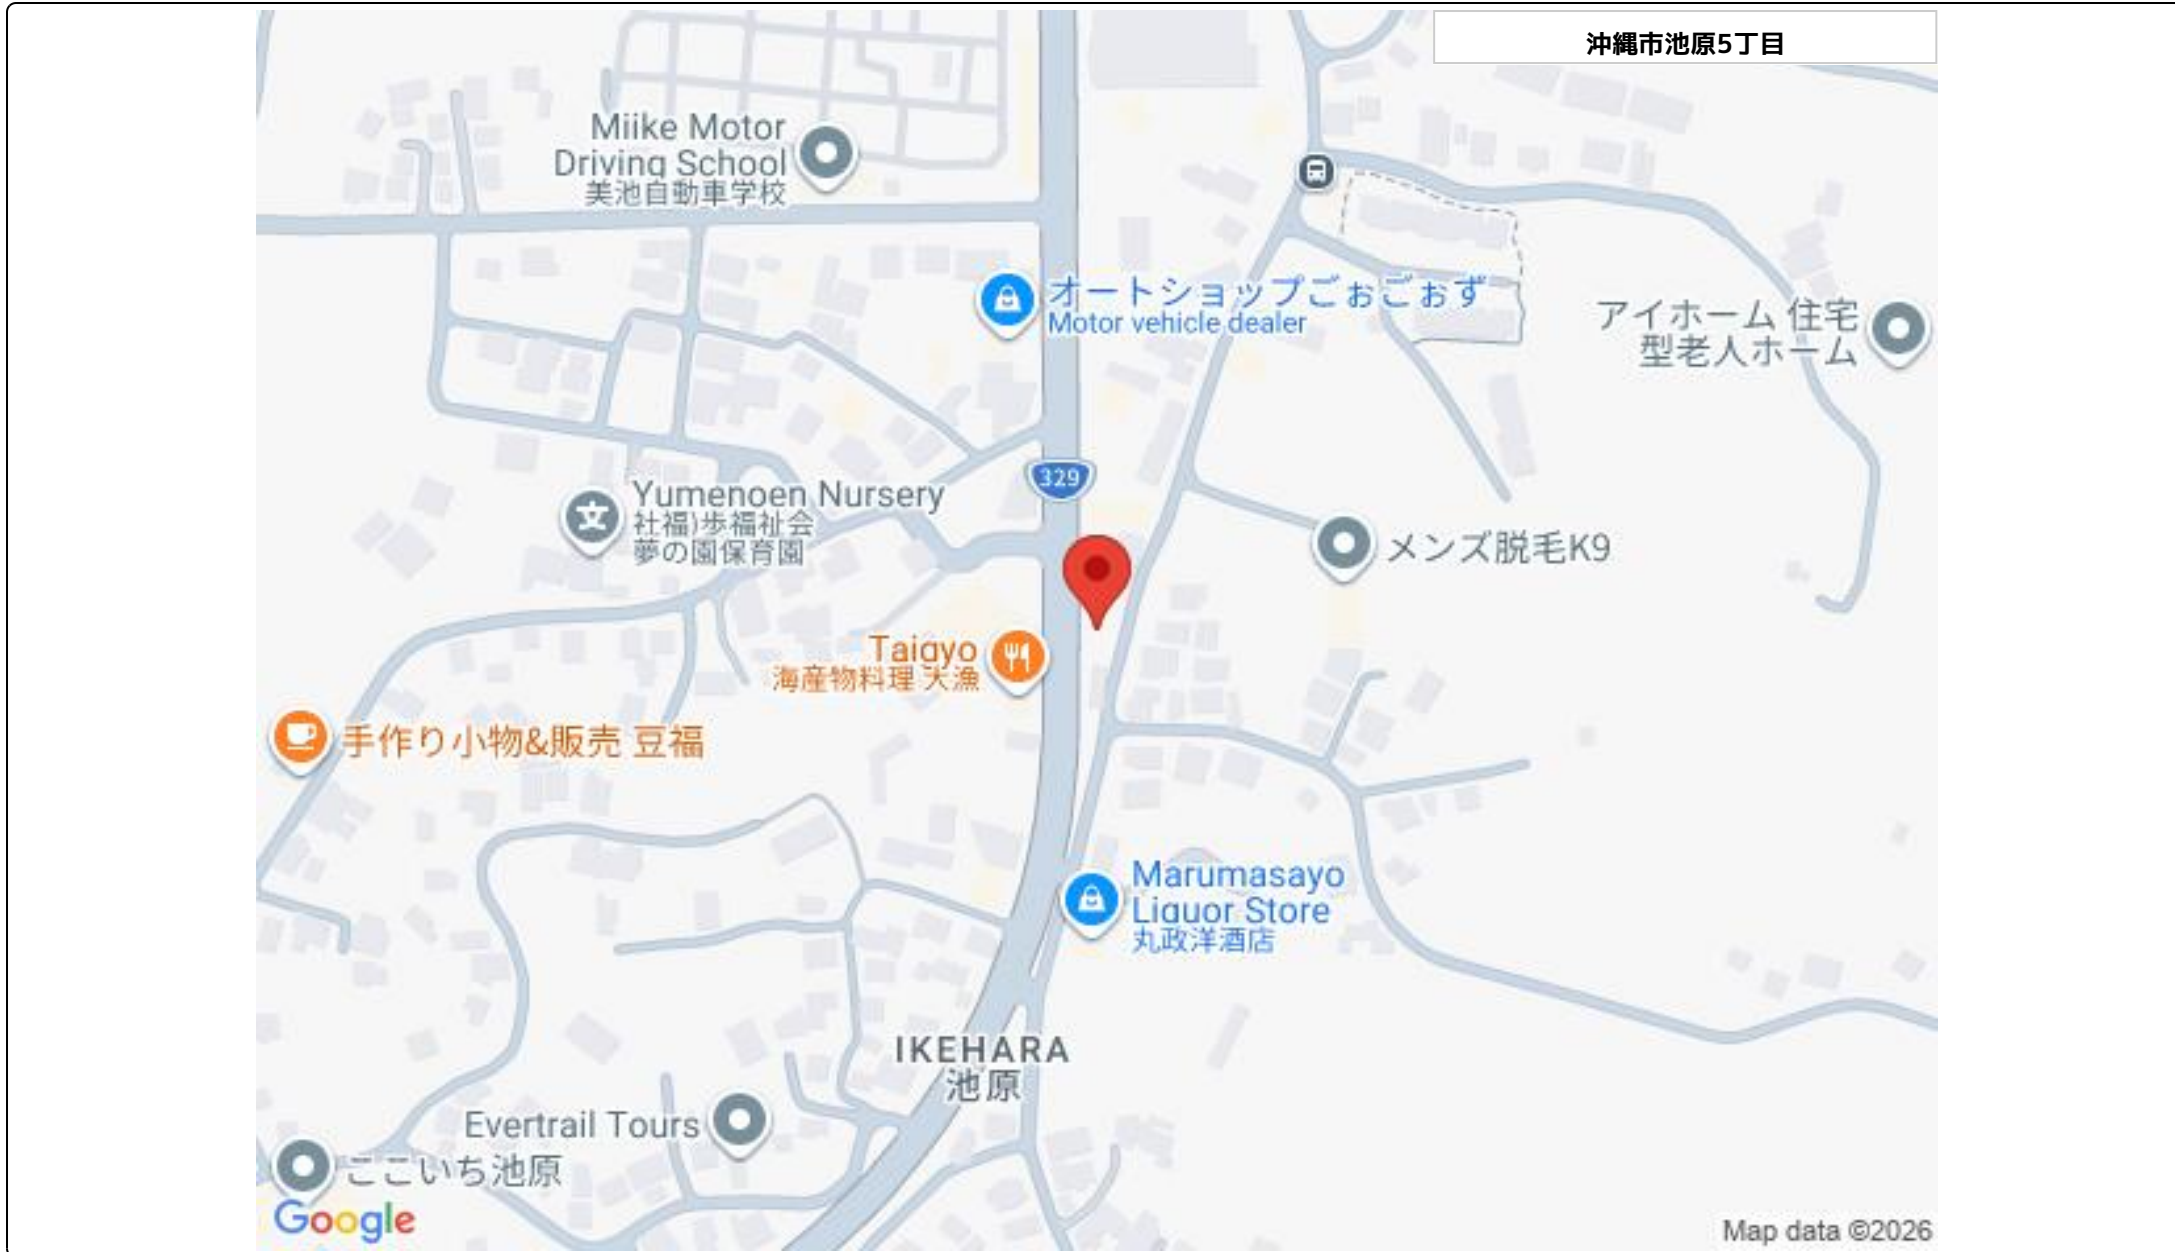 沖縄市池原5丁目
Miike Motor
Driving School
美池自動車学校
オートショップごぉごぉず
Motor vehicle dealer
アイホーム 住宅
型老人ホーム
329
Yumenoen Nursery
社福)歩福祉会
夢の園保育園
文
メンズ脱毛K9
Taigyo
海産物料理 大漁
手作り小物&販売 豆福
Marumasayo
Liquor Store
丸政洋酒店
IKEHARA
池原
Evertrail Tours
ここいち池原
Google
Map data ©2026